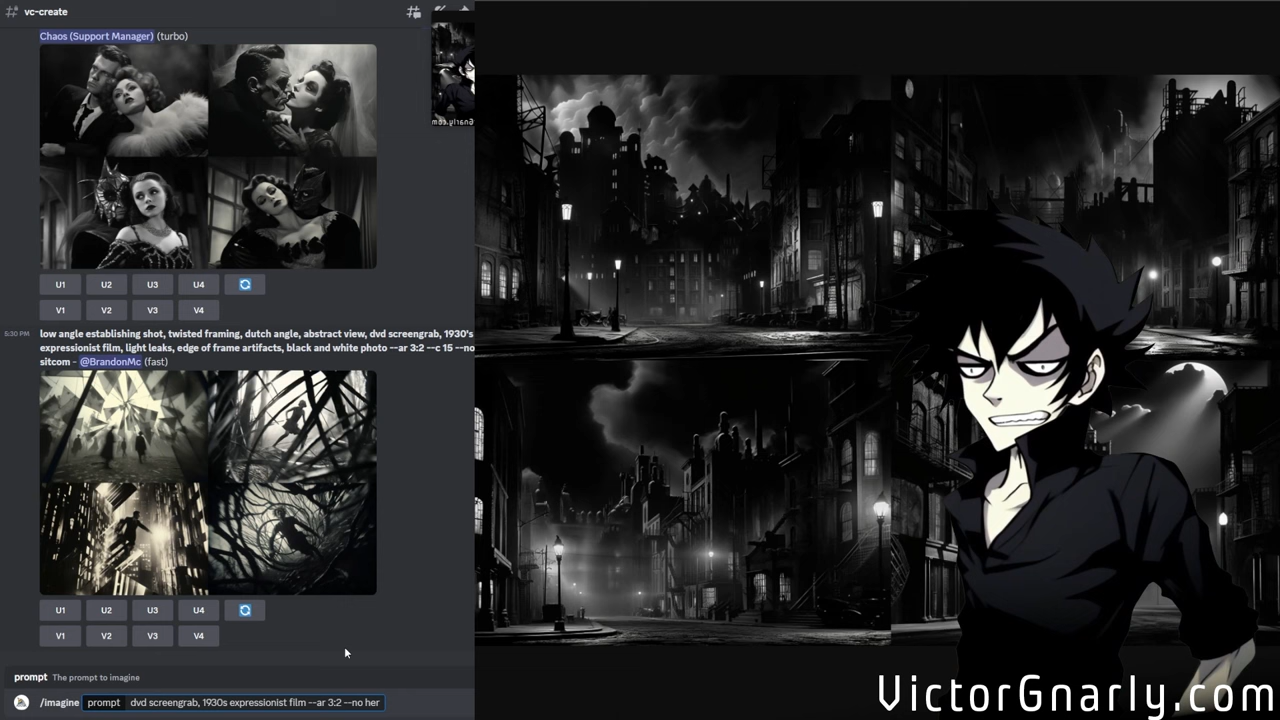 vc-create
Chaos (Support Manager) (turbo)
U1 U2 U3 U4
V1 V2 V3 V4
5:30 PM
low angle establishing shot, twisted framing, dutch angle, abstract view, dvd screengrab, 1930's
expressionist film, light leaks, edge of frame artifacts, black and white photo --ar 3:2 --c 15 --no
sitcom - @BrandonMc (fast)
U1 U2 U3 U4
V1 V2 V3 V4
prompt The prompt to imagine
/imagine prompt dvd screengrab, 1930s expressionist film --ar 3:2 --no her
VictorGnarly.com